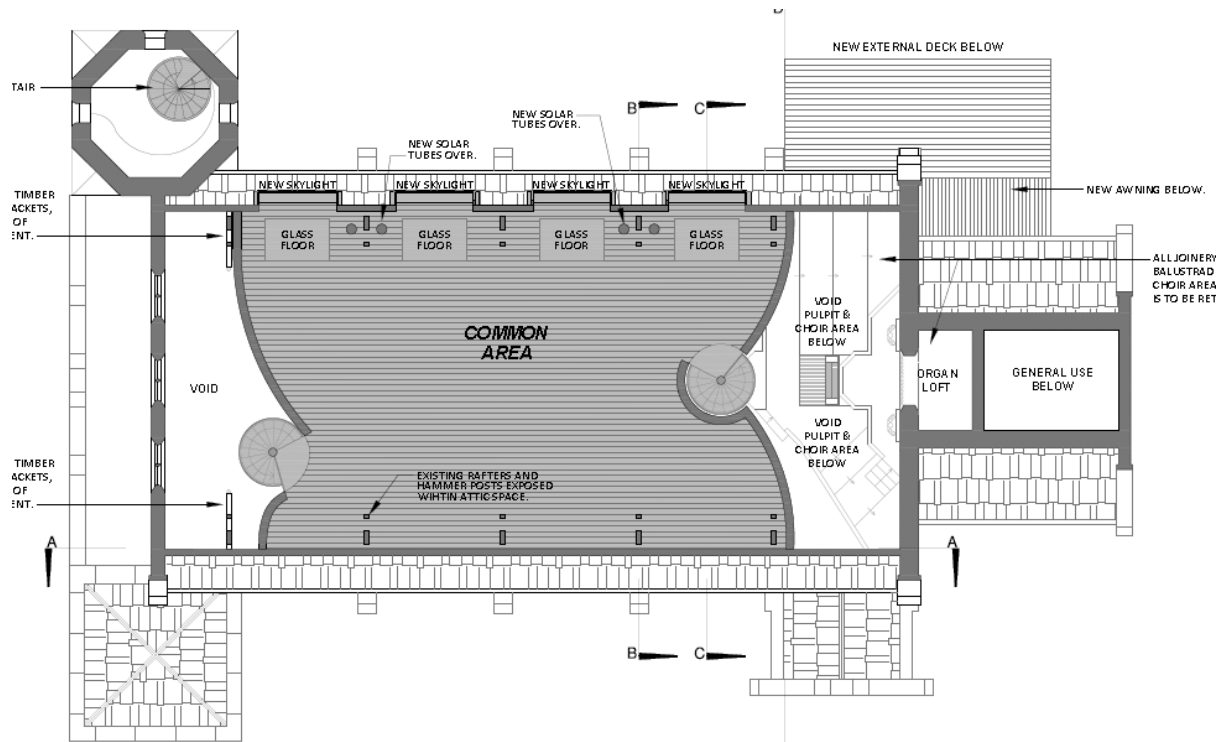 D
NEW EXTERNAL DECK BELOW
TAIR
B
C
NEW SOLAR
TUBES OVER.
NEW SOLAR
TUBES OVER.
NEW SKYLIGHT
NEW SKYLIGHT
NEW SKYLIGHT
NEW SKYLIGHT
NEW AWNING BELOW.
TIMBER
ACKETS,
OF
ENT.
GLASS
FLOOR
GLASS
FLOOR
GLASS
FLOOR
GLASS
FLOOR
ALL JOINERY
BALUSTRAD
CHOIR AREA
IS TO BE RET
VOID
PULPIT &
CHOIR AREA
BELOW
COMMON
AREA
VOID
ORGAN
LOFT
GENERAL USE
BELOW
VOID
PULPIT &
CHOIR AREA
BELOW
TIMBER
ACKETS,
OF
ENT.
EXISTING RAFTERS AND
HAMMER POSTS EXPOSED
WIHTIN ATTIC SPACE.
A
A
B
C